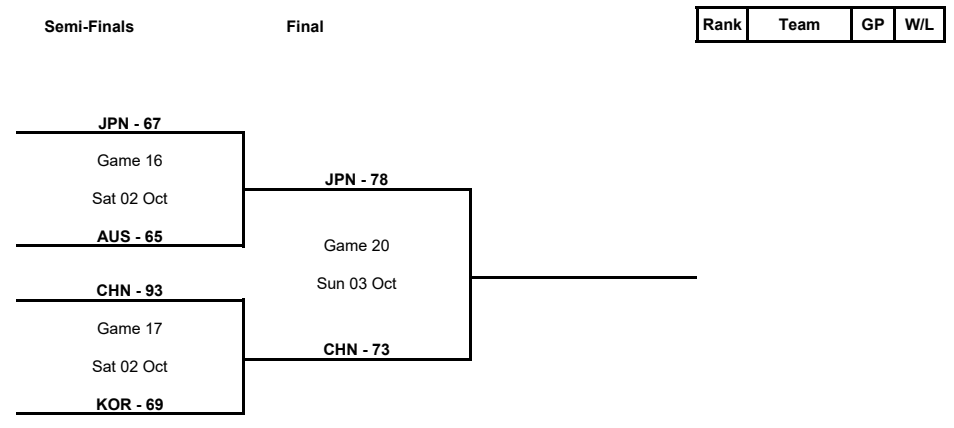 Semi-Finals Final Rank Team GP W/L
JPN - 67
Game 16
Sat 02 Oct
AUS - 65
JPN - 78
Game 20
Sun 03 Oct
CHN - 73
CHN - 93
Game 17
Sat 02 Oct
KOR - 69